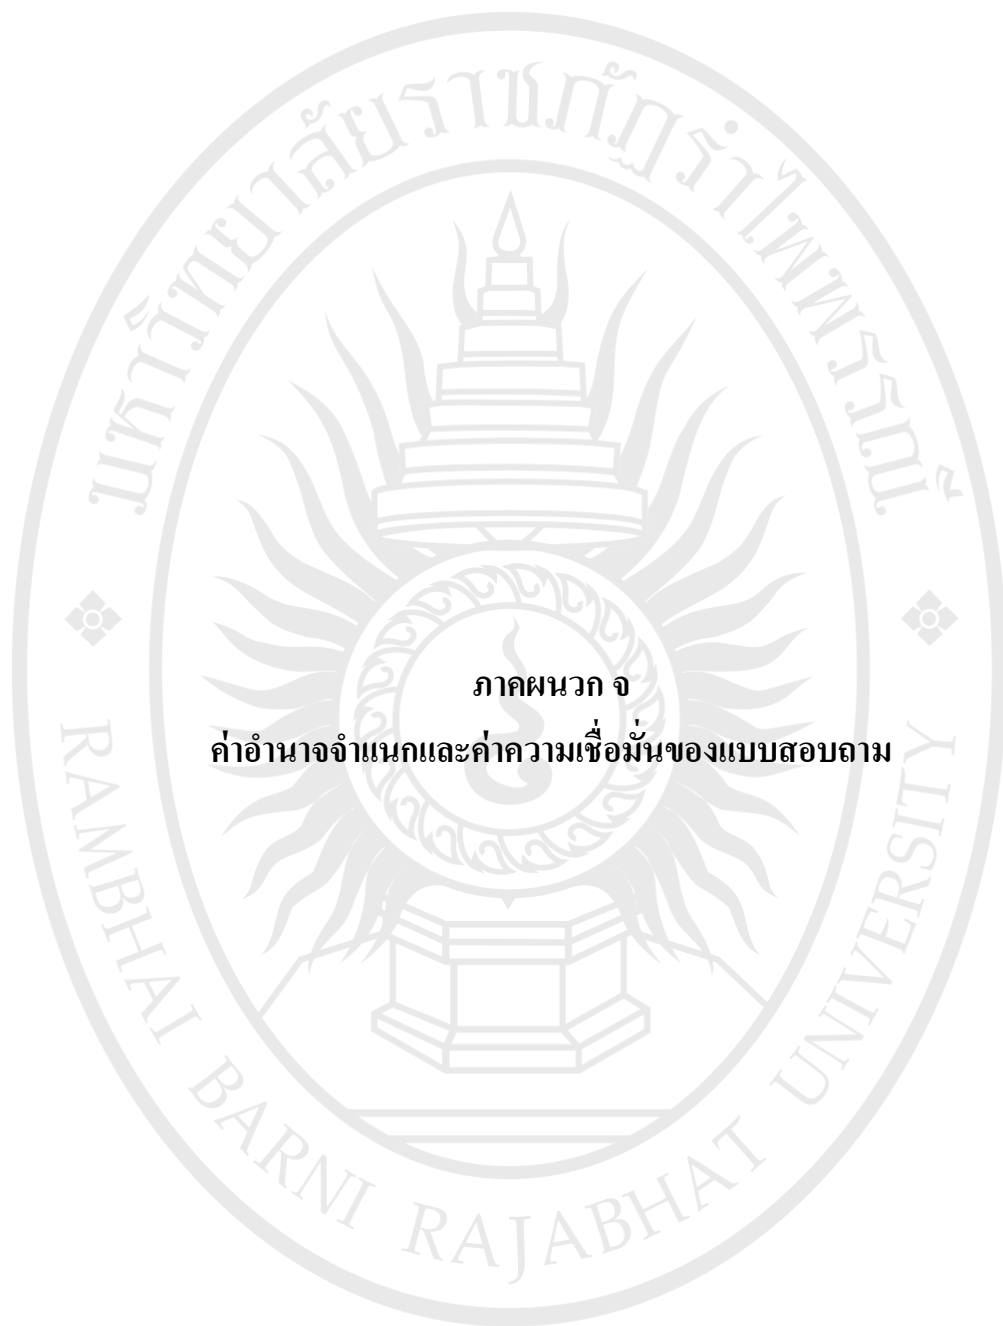 มหาวิทยาลัยราชภัฏรำไพพรรณี
ภาคผนวก จ
ค่าอำนาจจำแนกและค่าความเชื่อมั่นของแบบสอบถาม
RAMBHAI BARNI RAJABHAT UNIVERSITY